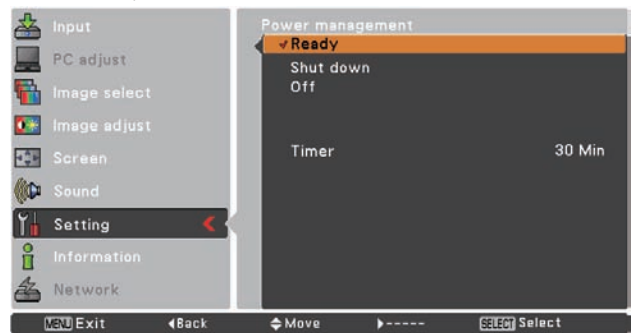 Input
PC adjust
Image select
Image adjust
Screen
Sound
Setting
Information
Network
Power management
Ready
Shut down
Off
Timer 30 Min
MENU Exit Back Move ----- SELECT Select